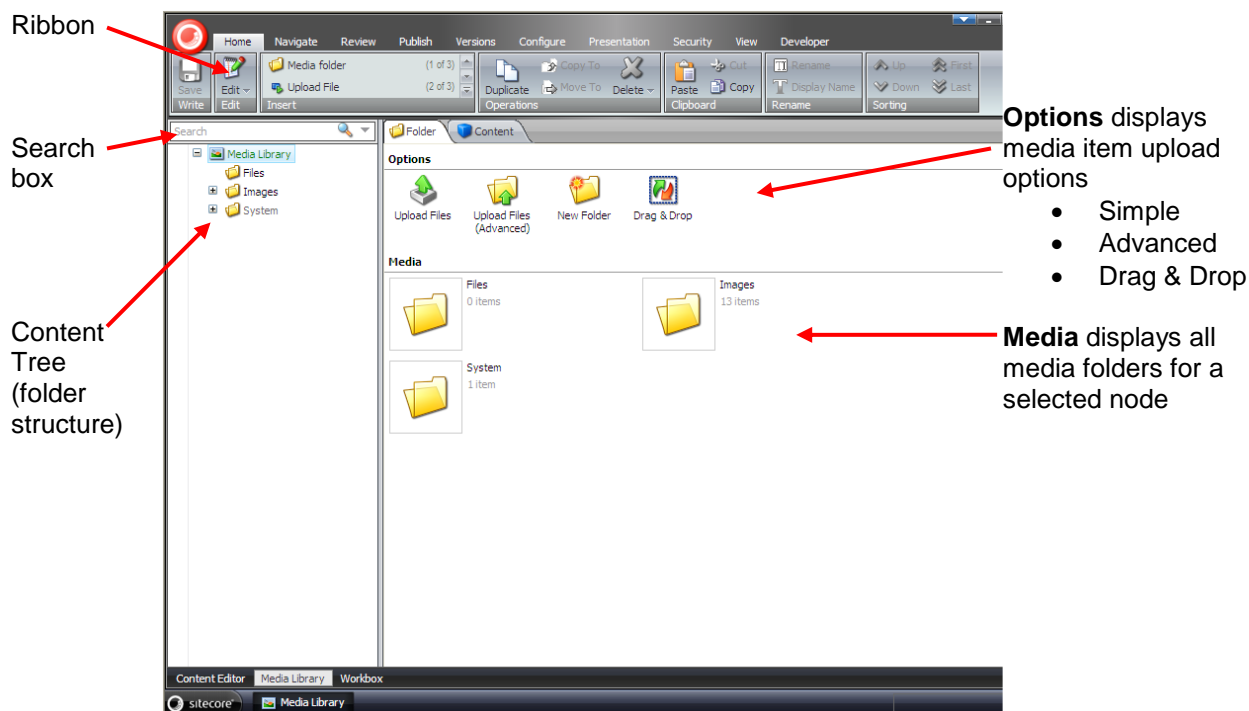 Ribbon
Home Navigate Review Publish Versions Configure Presentation Security View Developer
Save
Write
Edit
Edit
Media folder (1 of 3)
Upload File (2 of 3)
Insert
Duplicate
Copy To
Move To
Delete
Operations
Paste
Cut
Copy
Clipboard
Rename
Display Name
Rename
Up
First
Down
Last
Sorting
Search
box
Search
Media Library
Files
Images
System
Content
Tree
(folder
structure)
Folder Content
Options
Upload Files
Upload Files
(Advanced)
New Folder
Drag & Drop
Media
Files
0 items
Images
13 items
System
1 item
Options displays
media item upload
options
• Simple
• Advanced
• Drag & Drop
Media displays all
media folders for a
selected node
Content Editor Media Library Workbox
sitecore Media Library